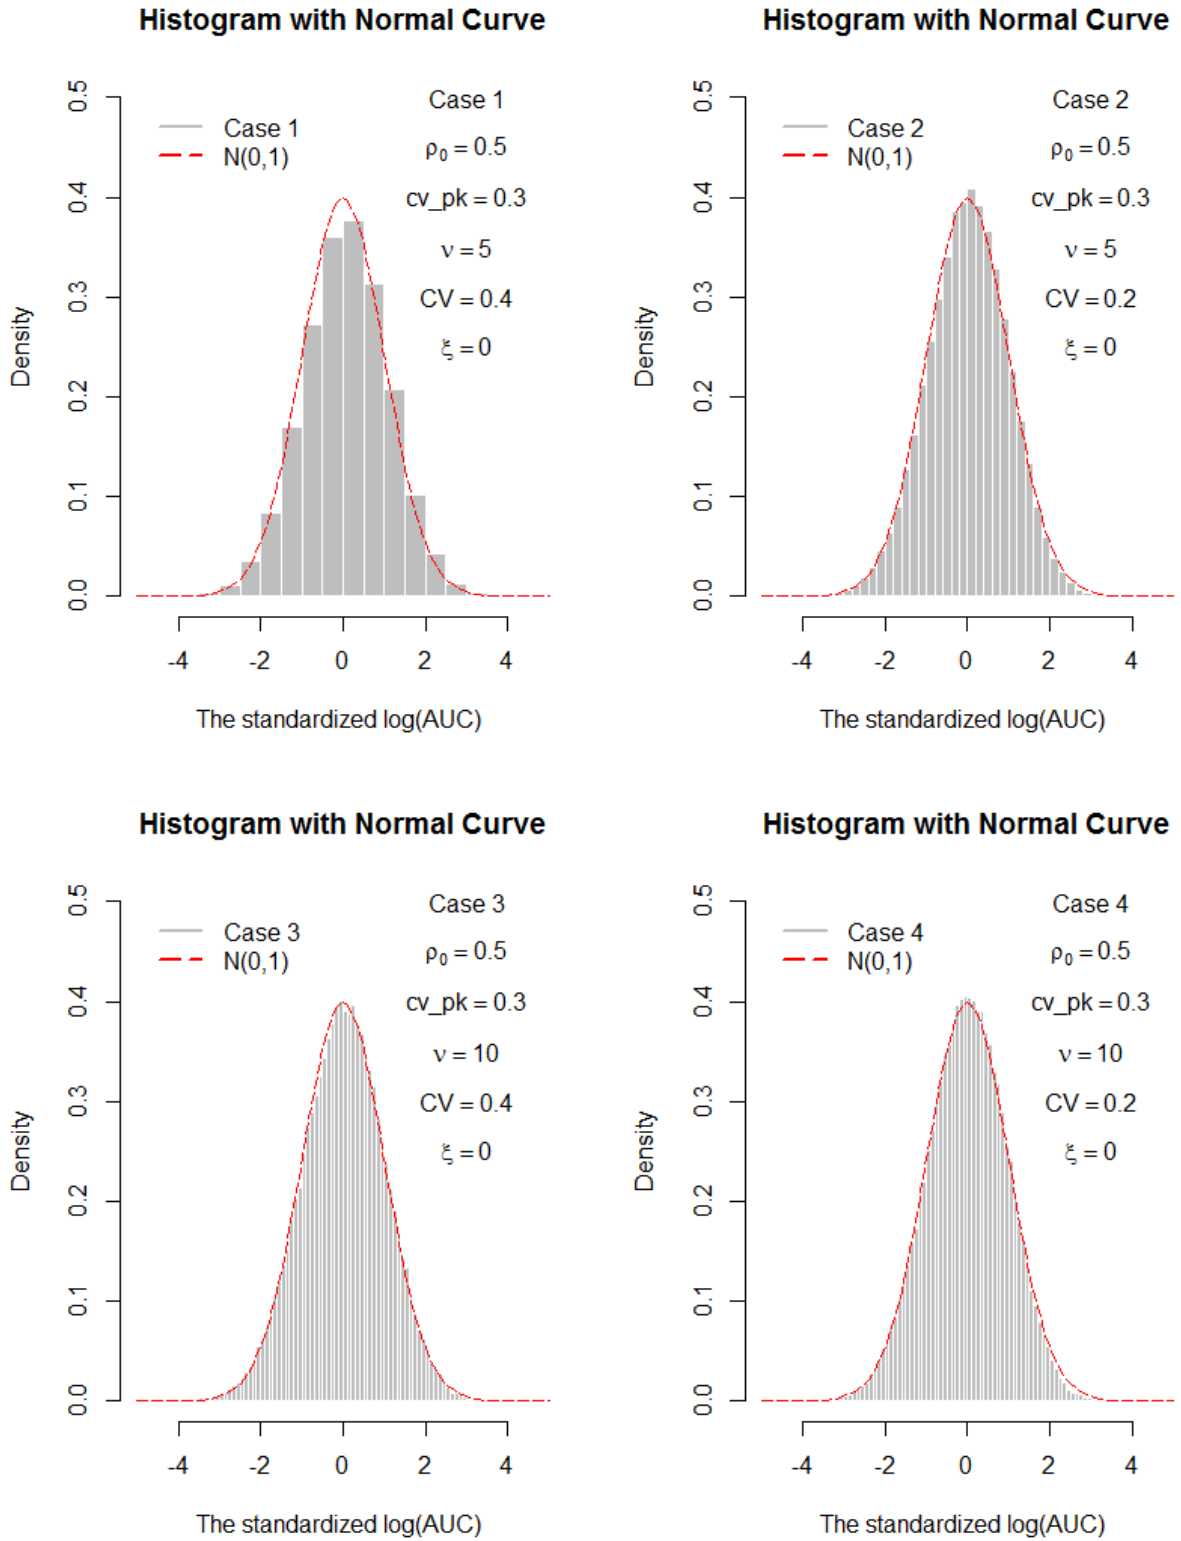 Histogram with Normal Curve
Case 1
Case 1
N(0,1)
ρ0 = 0.5
cv_pk = 0.3
ν = 5
CV = 0.4
ξ = 0
Density
0.0
0.1
0.2
0.3
0.4
0.5
-4
-2
0
2
4
The standardized log(AUC)
Histogram with Normal Curve
Case 2
Case 2
N(0,1)
ρ0 = 0.5
cv_pk = 0.3
ν = 5
CV = 0.2
ξ = 0
Density
0.0
0.1
0.2
0.3
0.4
0.5
-4
-2
0
2
4
The standardized log(AUC)
Histogram with Normal Curve
Case 3
Case 3
N(0,1)
ρ0 = 0.5
cv_pk = 0.3
ν = 10
CV = 0.4
ξ = 0
Density
0.0
0.1
0.2
0.3
0.4
0.5
-4
-2
0
2
4
The standardized log(AUC)
Histogram with Normal Curve
Case 4
Case 4
N(0,1)
ρ0 = 0.5
cv_pk = 0.3
ν = 10
CV = 0.2
ξ = 0
Density
0.0
0.1
0.2
0.3
0.4
0.5
-4
-2
0
2
4
The standardized log(AUC)